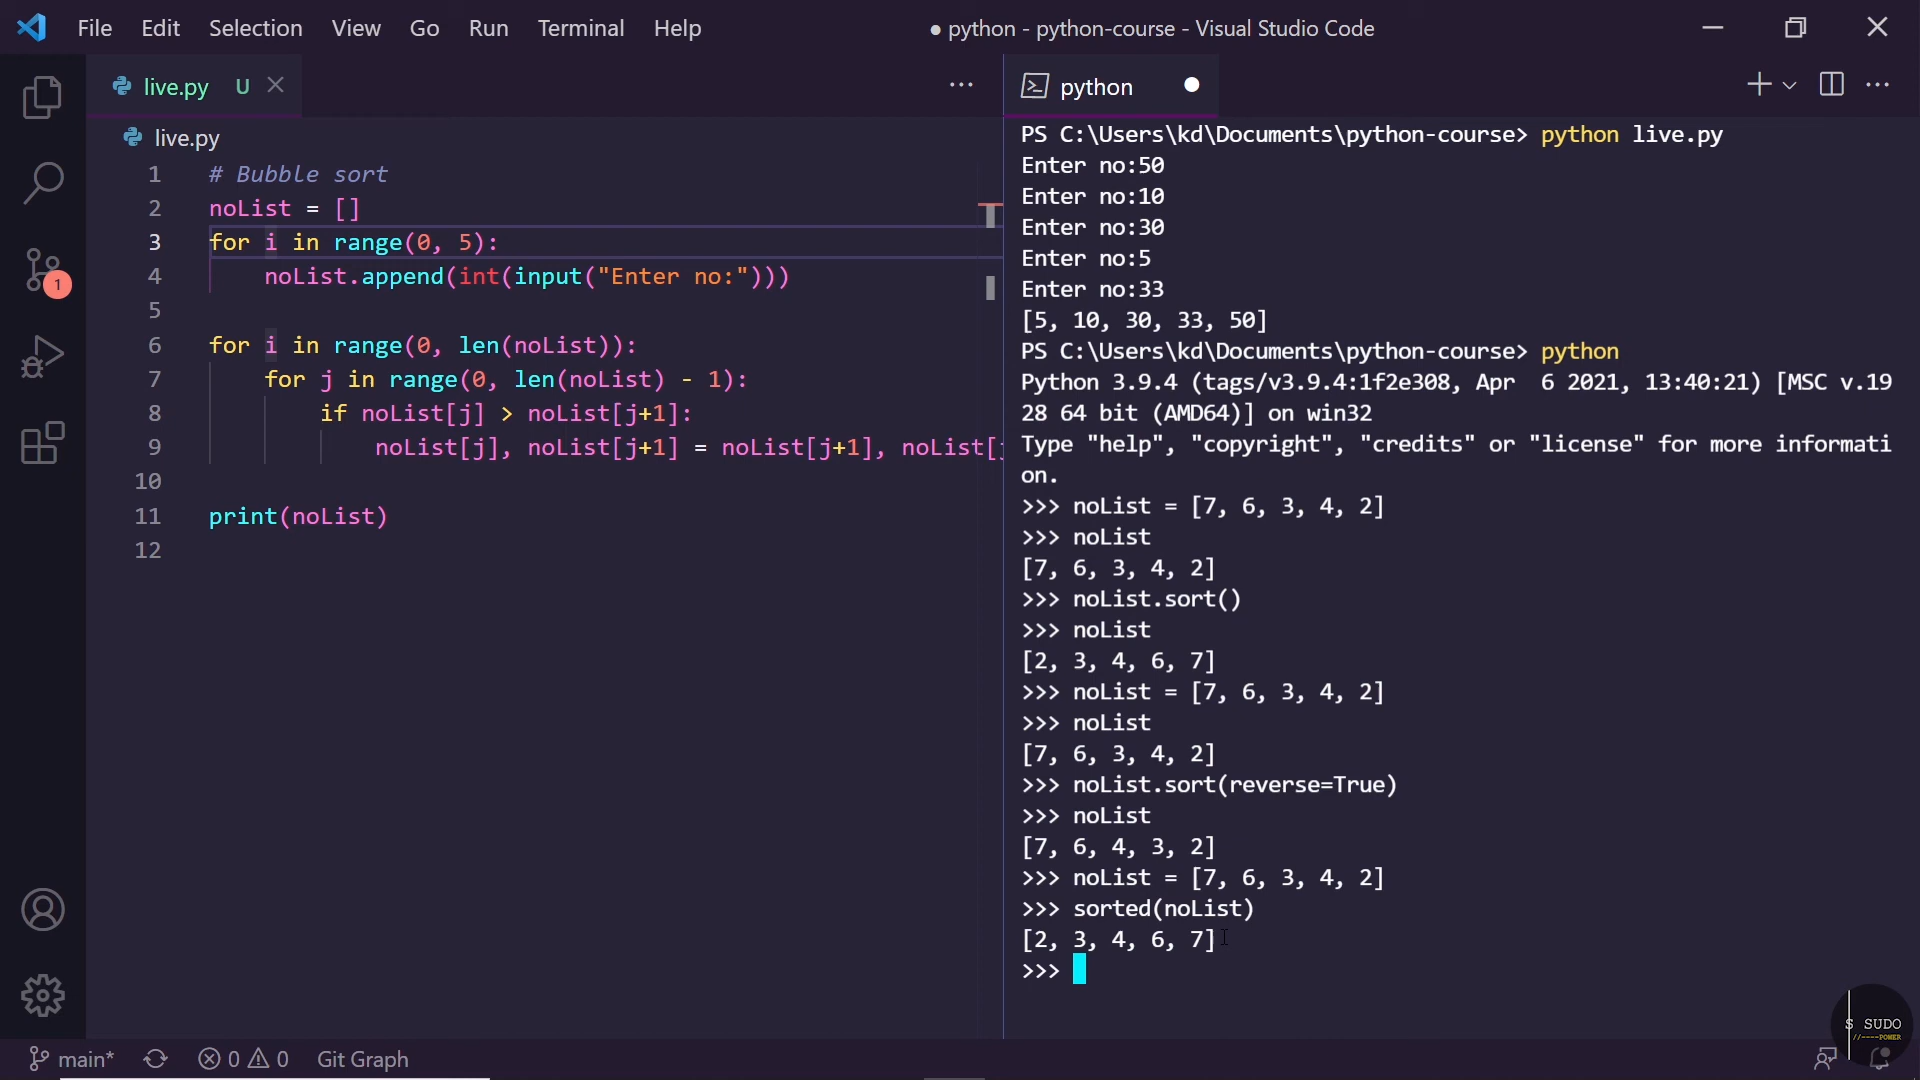 File Edit Selection View Go Run Terminal Help
● python - python-course - Visual Studio Code
live.py U
python
live.py
1 # Bubble sort
2 noList = []
3 for i in range(0, 5):
4 noList.append(int(input("Enter no:")))
5
6 for i in range(0, len(noList)):
7 for j in range(0, len(noList) - 1):
8 if noList[j] > noList[j+1]:
9 noList[j], noList[j+1] = noList[j+1], noList[j
10
11 print(noList)
12
PS C:\Users\kd\Documents\python-course> python live.py
Enter no:50
Enter no:10
Enter no:30
Enter no:5
Enter no:33
[5, 10, 30, 33, 50]
PS C:\Users\kd\Documents\python-course> python
Python 3.9.4 (tags/v3.9.4:1f2e308, Apr  6 2021, 13:40:21) [MSC v.19
28 64 bit (AMD64)] on win32
Type "help", "copyright", "credits" or "license" for more informati
on.
>>> noList = [7, 6, 3, 4, 2]
>>> noList
[7, 6, 3, 4, 2]
>>> noList.sort()
>>> noList
[2, 3, 4, 6, 7]
>>> noList = [7, 6, 3, 4, 2]
>>> noList
[7, 6, 3, 4, 2]
>>> noList.sort(reverse=True)
>>> noList
[7, 6, 4, 3, 2]
>>> noList = [7, 6, 3, 4, 2]
>>> sorted(noList)
[2, 3, 4, 6, 7]
>>>
1
S SUDO
//----POWER
main* 0 0 Git Graph